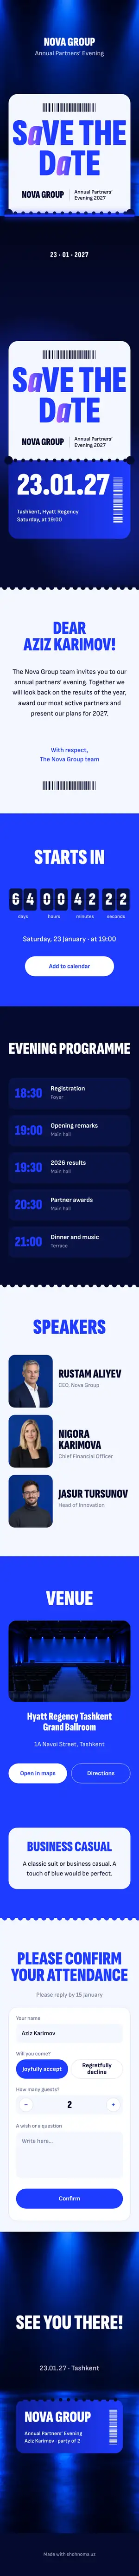 NOVA GROUP
Annual Partners' Evening
SaVE THE
DaTE
NOVA GROUP
Annual Partners'
Evening 2027
23 · 01 · 2027
SaVE THE
DaTE
NOVA GROUP
Annual Partners'
Evening 2027
23.01.27
Tashkent, Hyatt Regency
Saturday, at 19:00
DEAR
AZIZ KARIMOV!
The Nova Group team invites you to our
annual partners' evening. Together we
will look back on the results of the year,
award our most active partners and
present our plans for 2027.
With respect,
The Nova Group team
STARTS IN
64 00 42 22
days hours minutes seconds
Saturday, 23 January · at 19:00
Add to calendar
EVENING PROGRAMME
18:30
Registration
Foyer
19:00
Opening remarks
Main hall
19:30
2026 results
Main hall
20:30
Partner awards
Main hall
21:00
Dinner and music
Terrace
SPEAKERS
RUSTAM ALIYEV
CEO, Nova Group
NIGORA
KARIMOVA
Chief Financial Officer
JASUR TURSUNOV
Head of Innovation
VENUE
Hyatt Regency Tashkent
Grand Ballroom
1A Navoi Street, Tashkent
Open in maps
Directions
BUSINESS CASUAL
A classic suit or business casual. A
touch of blue would be perfect.
PLEASE CONFIRM
YOUR ATTENDANCE
Please reply by 15 January
Your name
Aziz Karimov
Will you come?
Joyfully accept
Regretfully
decline
How many guests?
− 2 +
A wish or a question
Write here...
Confirm
SEE YOU THERE!
23.01.27 · Tashkent
NOVA GROUP
Annual Partners' Evening
Aziz Karimov · party of 2
Made with shohnoma.uz